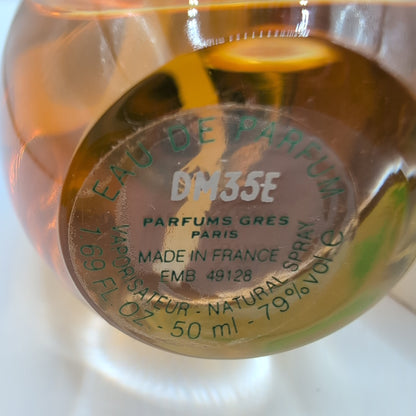 EAU DE PARFUM
DM35E
PARFUMS GRÈS
PARIS
MADE IN FRANCE
EMB 49128
VAPORISATEUR - NATURAL SPRAY
1.69 FL OZ - 50 ml - 79% VOL